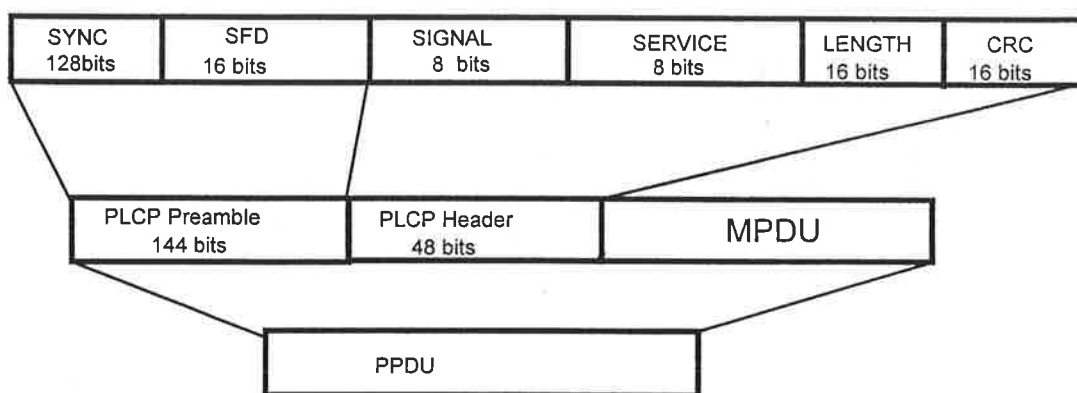 SYNC SFD SIGNAL SERVICE LENGTH CRC
128bits 16 bits 8 bits 8 bits 16 bits 16 bits
PLCP Preamble PLCP Header MPDU
144 bits 48 bits
PPDU